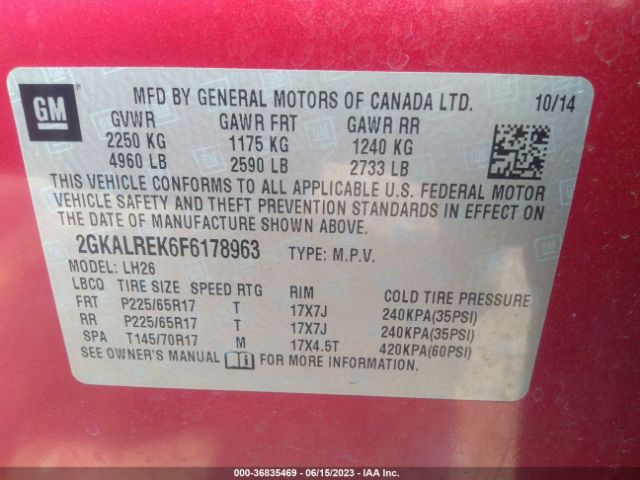 GM
MFD BY GENERAL MOTORS OF CANADA LTD. 10/14
GVWR GAWR FRT GAWR RR
2250 KG 1175 KG 1240 KG
4960 LB 2590 LB 2733 LB
THIS VEHICLE CONFORMS TO ALL APPLICABLE U.S. FEDERAL MOTOR
VEHICLE SAFETY AND THEFT PREVENTION STANDARDS IN EFFECT ON
THE DATE OF MANUFACTURE SHOWN ABOVE.
2GKALREK6F6178963 TYPE: M.P.V.
MODEL: LH26
LBCQ TIRE SIZE SPEED RTG RIM COLD TIRE PRESSURE
FRT P225/65R17 T 17X7J 240KPA(35PSI)
RR P225/65R17 T 17X7J 240KPA(35PSI)
SPA T145/70R17 M 17X4.5T 420KPA(60PSI)
SEE OWNER'S MANUAL FOR MORE INFORMATION.
000-36835469 - 06/15/2023 - IAA Inc.